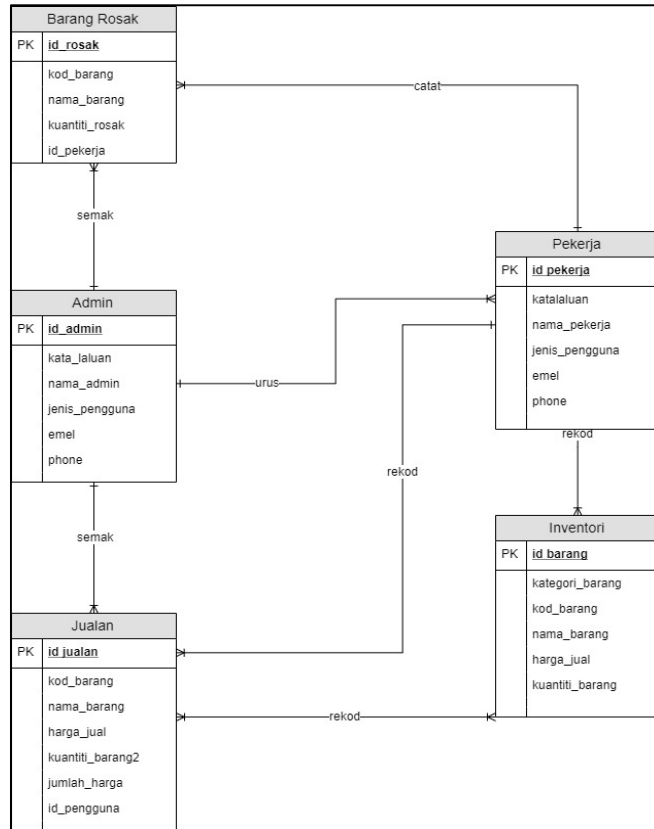 Barang Rosak
PK id_rosak
kod_barang
nama_barang
kuantiti_rosak
id_pekerja
catat
semak
Pekerja
PK id pekerja
katalaluan
nama_pekerja
jenis_pengguna
emel
phone
Admin
PK id_admin
kata_laluan
nama_admin
jenis_pengguna
emel
phone
urus
rekod
rekod
semak
Inventori
PK id barang
kategori_barang
kod_barang
nama_barang
harga_jual
kuantiti_barang
Jualan
PK id jualan
kod_barang
nama_barang
harga_jual
kuantiti_barang2
jumlah_harga
id_pengguna
rekod